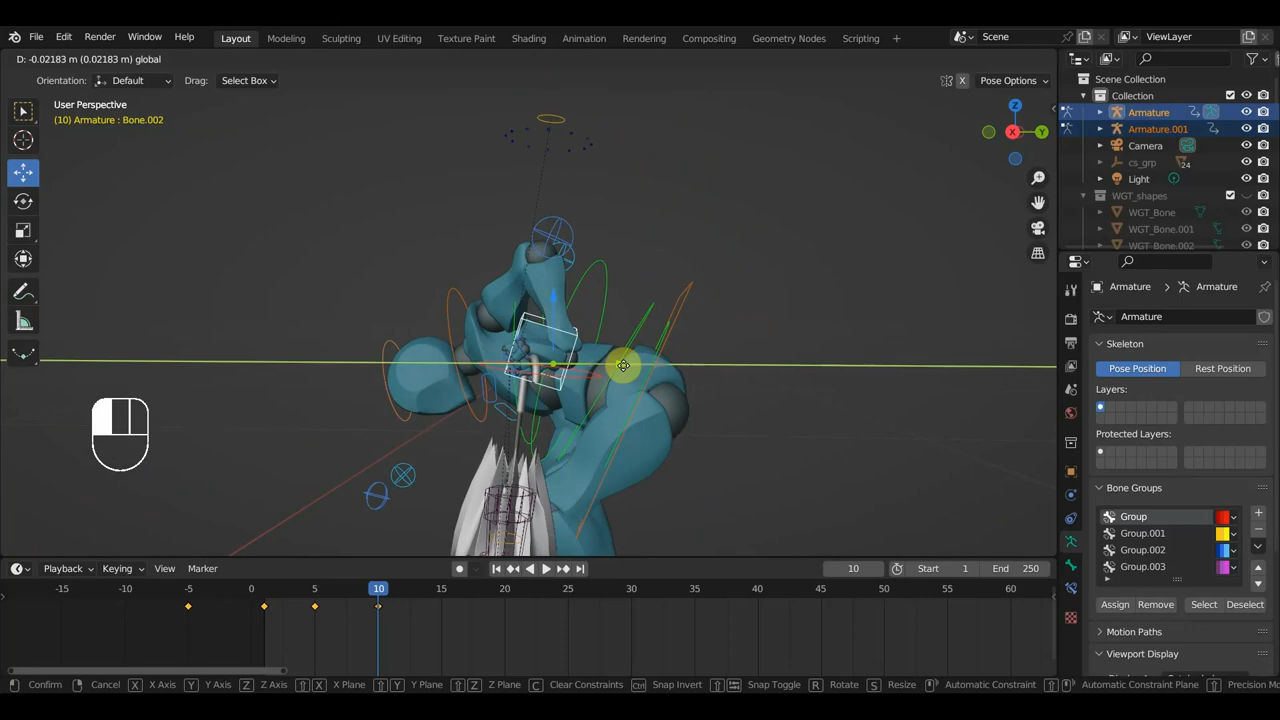 File Edit Render Window Help
Layout Modeling Sculpting UV Editing Texture Paint Shading Animation Rendering Compositing Geometry Nodes Scripting +
Scene
ViewLayer
D: -0.02183 m (0.02183 m) global
Orientation: Default Drag: Select Box
X Pose Options
User Perspective
(10) Armature : Bone.002
Z
X
Y
Scene Collection
Collection
Armature
Armature.001
Camera
cs_grp 24
Light
WGT_shapes
WGT_Bone
WGT_Bone.001
WGT_Bone.002
Armature Armature
Armature
Skeleton
Pose Position Rest Position
Layers:
Protected Layers:
Bone Groups
Group
Group.001
Group.002
Group.003
Assign Remove Select Deselect
Motion Paths
Viewport Display
Playback Keying View Marker
10 Start 1 End 250
-15 -10 -5 0 5 10 15 20 25 30 35 40 45 50 55 60
Confirm Cancel X X Axis Y Y Axis Z Z Axis X X Plane Y Y Plane Z Z Plane C Clear Constraints Ctrl Snap Invert Snap Toggle R Rotate S Resize Automatic Constraint Automatic Constraint Plane Precision Mo